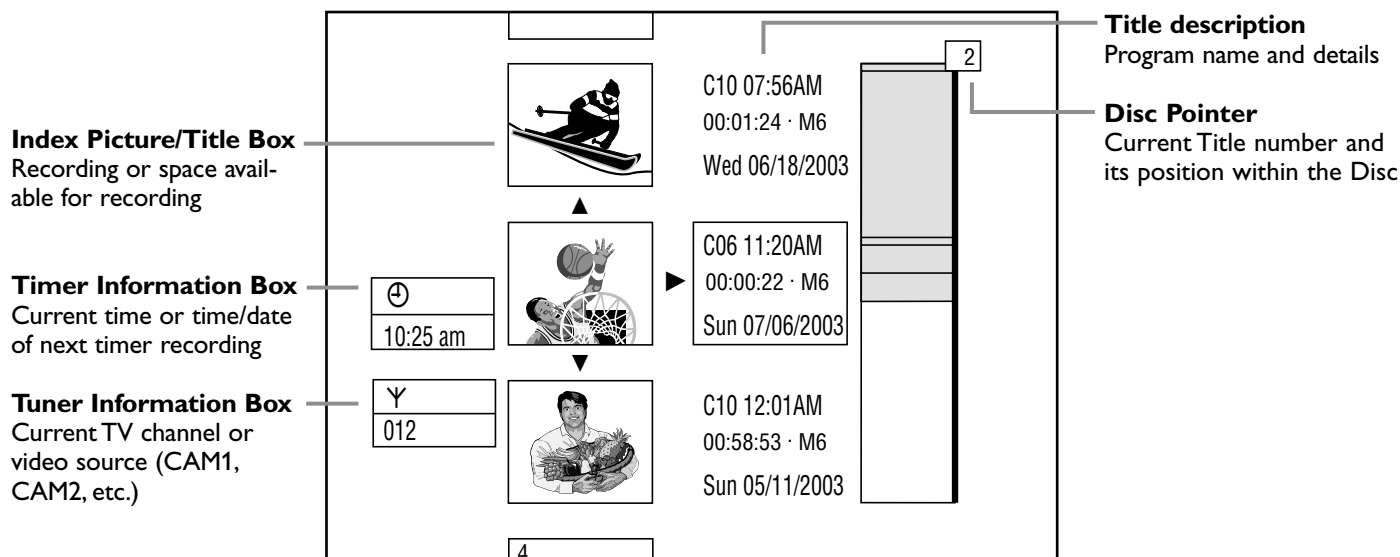 Index Picture/Title Box
Recording or space avail-
able for recording
Timer Information Box
Current time or time/date
of next timer recording
Tuner Information Box
Current TV channel or
video source (CAM1,
CAM2, etc.)
10:25 am
012
C10 07:56AM
00:01:24 · M6
Wed 06/18/2003
C06 11:20AM
00:00:22 · M6
Sun 07/06/2003
C10 12:01AM
00:58:53 · M6
Sun 05/11/2003
4
2
Title description
Program name and details
Disc Pointer
Current Title number and
its position within the Disc